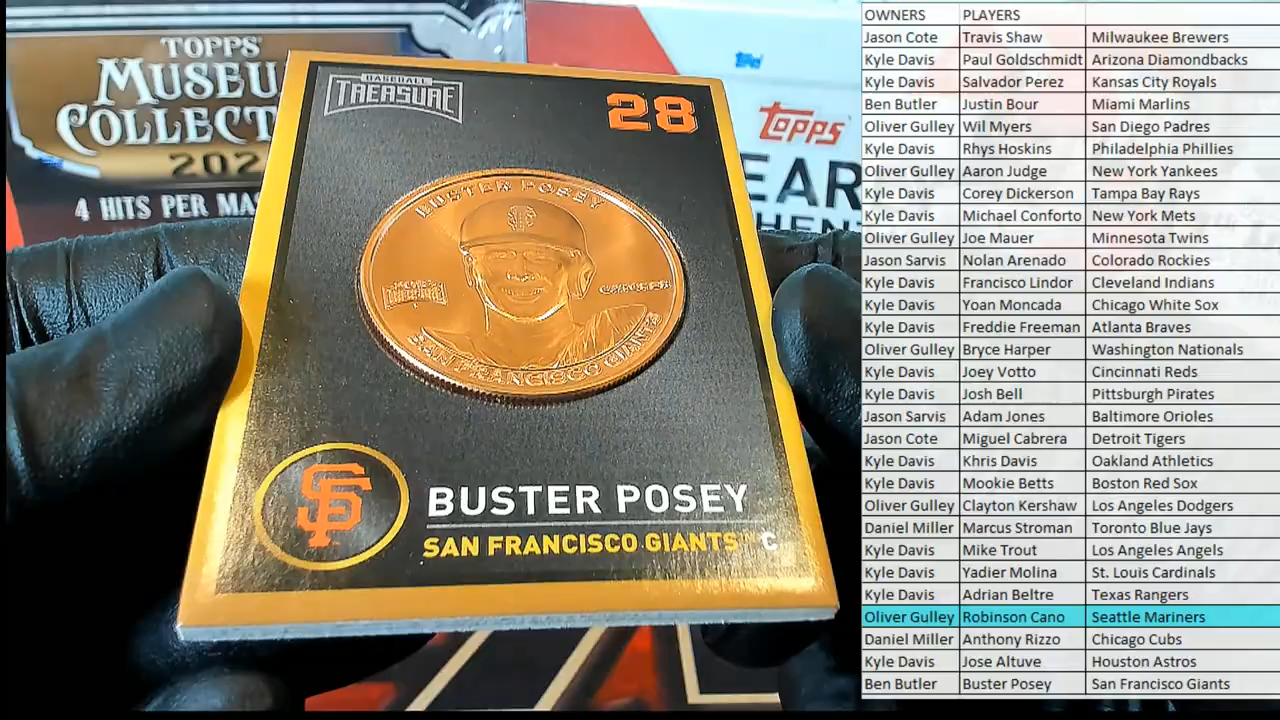 TOPPS
MUSEU
COLLECT
202
4 HITS PER MAS
topps
EAR
HEN
BASEBALL
TREASURE
28
BUSTER POSEY
BASEBALL
TREASURE
CATCHER
SAN FRANCISCO GIANTS
SF
BUSTER POSEY
SAN FRANCISCO GIANTS C
OWNERS PLAYERS
Jason Cote Travis Shaw Milwaukee Brewers
Kyle Davis Paul Goldschmidt Arizona Diamondbacks
Kyle Davis Salvador Perez Kansas City Royals
Ben Butler Justin Bour Miami Marlins
Oliver Gulley Wil Myers San Diego Padres
Kyle Davis Rhys Hoskins Philadelphia Phillies
Oliver Gulley Aaron Judge New York Yankees
Kyle Davis Corey Dickerson Tampa Bay Rays
Kyle Davis Michael Conforto New York Mets
Oliver Gulley Joe Mauer Minnesota Twins
Jason Sarvis Nolan Arenado Colorado Rockies
Kyle Davis Francisco Lindor Cleveland Indians
Kyle Davis Yoan Moncada Chicago White Sox
Kyle Davis Freddie Freeman Atlanta Braves
Oliver Gulley Bryce Harper Washington Nationals
Kyle Davis Joey Votto Cincinnati Reds
Kyle Davis Josh Bell Pittsburgh Pirates
Jason Sarvis Adam Jones Baltimore Orioles
Jason Cote Miguel Cabrera Detroit Tigers
Kyle Davis Khris Davis Oakland Athletics
Kyle Davis Mookie Betts Boston Red Sox
Oliver Gulley Clayton Kershaw Los Angeles Dodgers
Daniel Miller Marcus Stroman Toronto Blue Jays
Kyle Davis Mike Trout Los Angeles Angels
Kyle Davis Yadier Molina St. Louis Cardinals
Kyle Davis Adrian Beltre Texas Rangers
Oliver Gulley Robinson Cano Seattle Mariners
Daniel Miller Anthony Rizzo Chicago Cubs
Kyle Davis Jose Altuve Houston Astros
Ben Butler Buster Posey San Francisco Giants